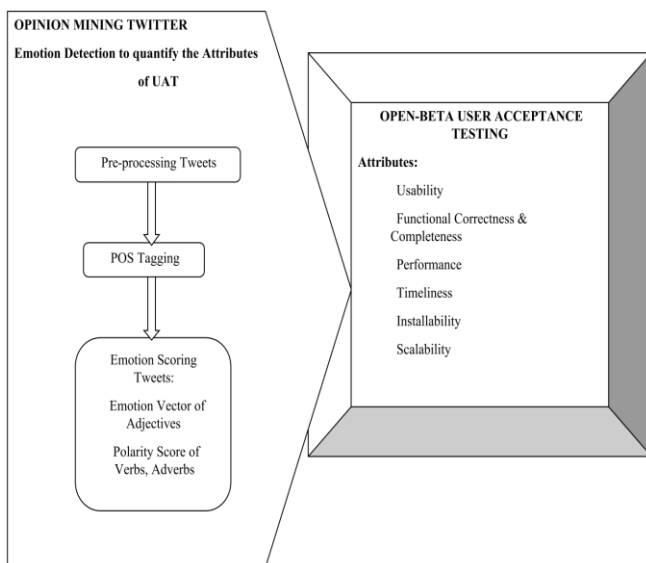 OPINION MINING TWITTER
Emotion Detection to quantify the Attributes
of UAT
Pre-processing Tweets
POS Tagging
Emotion Scoring
Tweets:
Emotion Vector of
Adjectives
Polarity Score of
Verbs, Adverbs
OPEN-BETA USER ACCEPTANCE
TESTING
Attributes:
Usability
Functional Correctness &
Completeness
Performance
Timeliness
Installability
Scalability